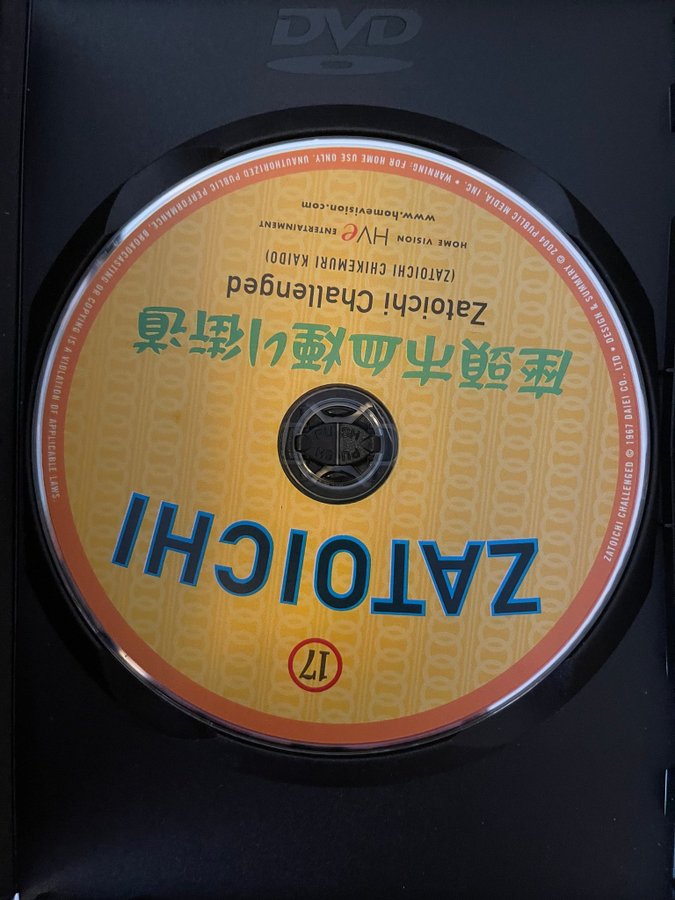 DVD
17
ZATOICHI
座頭市血煙り街道
Zatoichi Challenged
(ZATOICHI CHIKEMURI KAIDO)
HOME VISION HVe ENTERTAINMENT
www.homevision.com
ZATOICHI CHALLENGED © 1967 DAIEI CO., LTD • DESIGN & SUMMARY © 2004 PUBLIC MEDIA, INC. • WARNING: FOR HOME USE ONLY. UNAUTHORIZED PUBLIC PERFORMANCE, BROADCASTING OR COPYING IS A VIOLATION OF APPLICABLE LAWS.